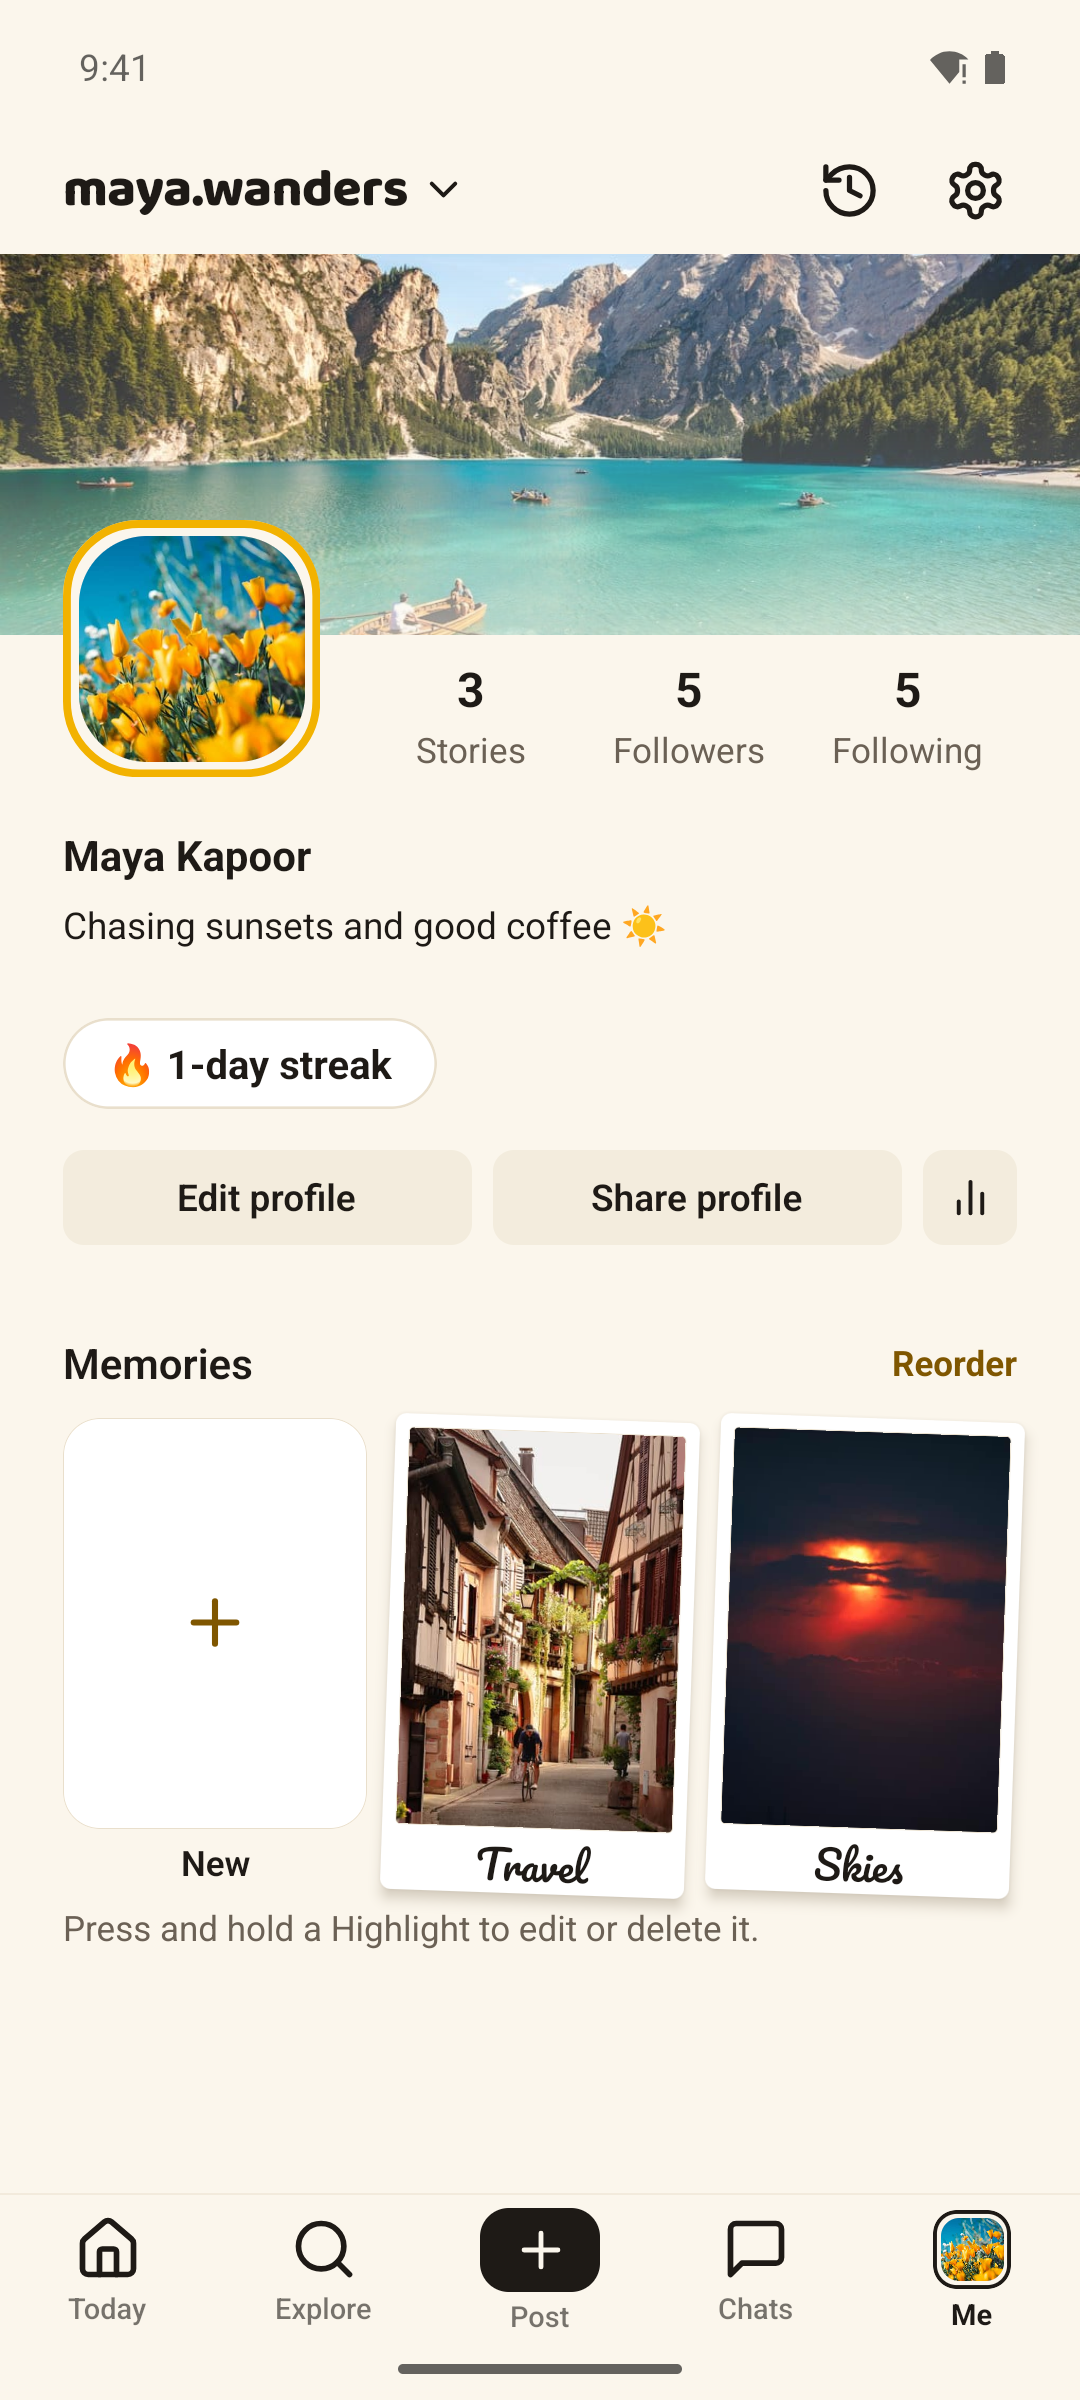 9:41
maya.wanders
3 5 5
Stories Followers Following
Maya Kapoor
Chasing sunsets and good coffee ☀️
🔥 1-day streak
Edit profile Share profile
Memories Reorder
New Travel Skies
Press and hold a Highlight to edit or delete it.
Today Explore Post Chats Me